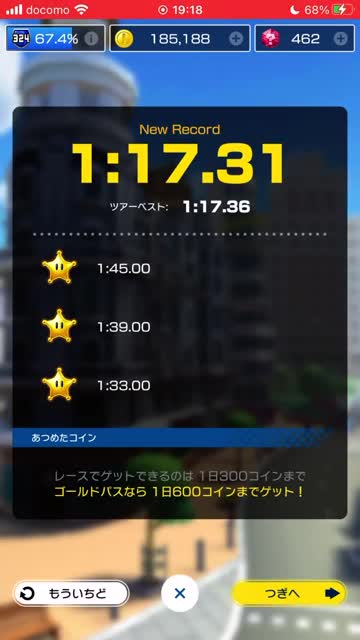 docomo 19:18 68%
324 67.4% i 185,188 + 462 +
New Record
1:17.31
ツアーベスト: 1:17.36
1:45.00
1:39.00
1:33.00
あつめたコイン
レースでゲットできるのは 1日300コインまで
ゴールドパスなら 1日600コインまでゲット!
もういちど × つぎへ